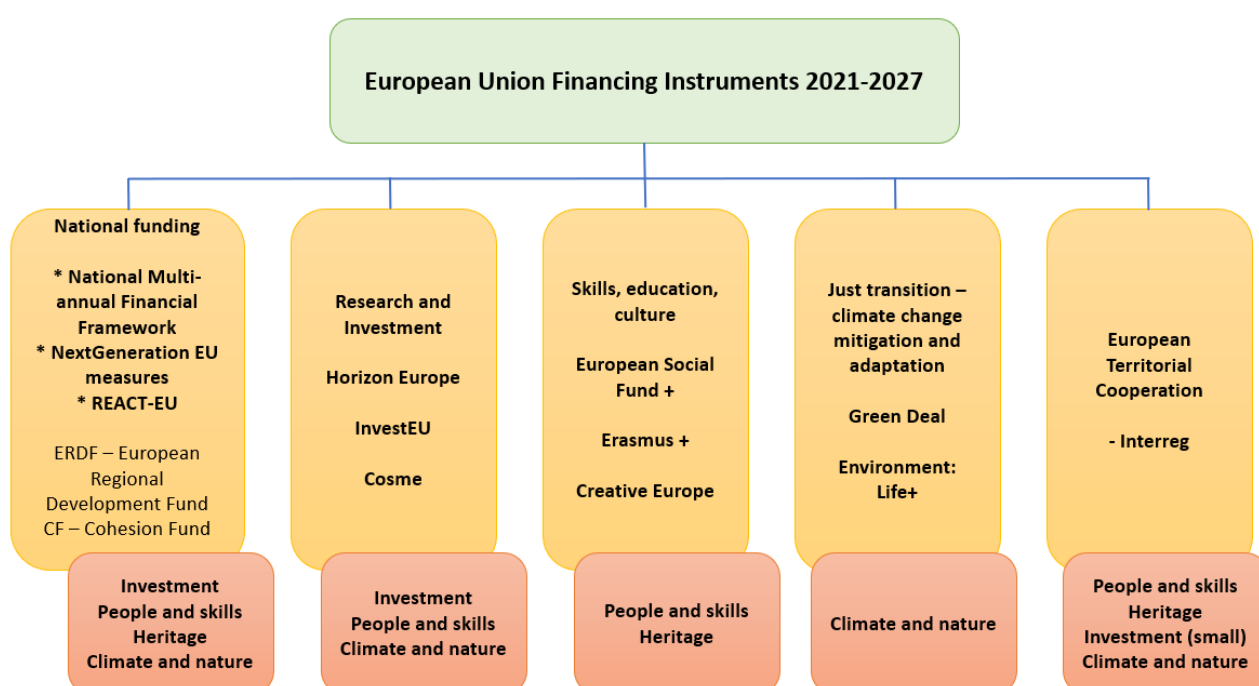 European Union Financing Instruments 2021-2027
National funding
* National Multi-
annual Financial
Framework
* NextGeneration EU
measures
* REACT-EU
ERDF – European
Regional
Development Fund
CF – Cohesion Fund
Investment
People and skills
Heritage
Climate and nature
Research and
Investment
Horizon Europe
InvestEU
Cosme
Investment
People and skills
Climate and nature
Skills, education,
culture
European Social
Fund +
Erasmus +
Creative Europe
People and skills
Heritage
Just transition –
climate change
mitigation and
adaptation
Green Deal
Environment:
Life+
Climate and nature
European
Territorial
Cooperation
- Interreg
People and skills
Heritage
Investment (small)
Climate and nature